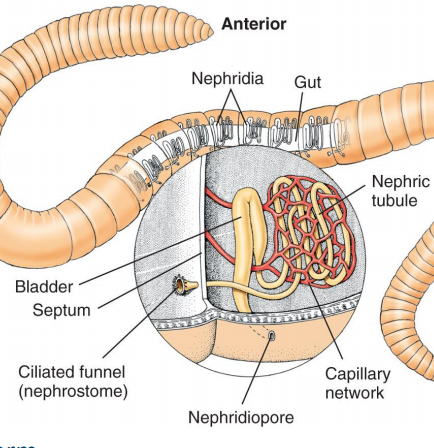 Anterior
Nephridia
Gut
Nephric
tubule
Bladder
Septum
Ciliated funnel
(nephrostome)
Capillary
network
Nephridiopore